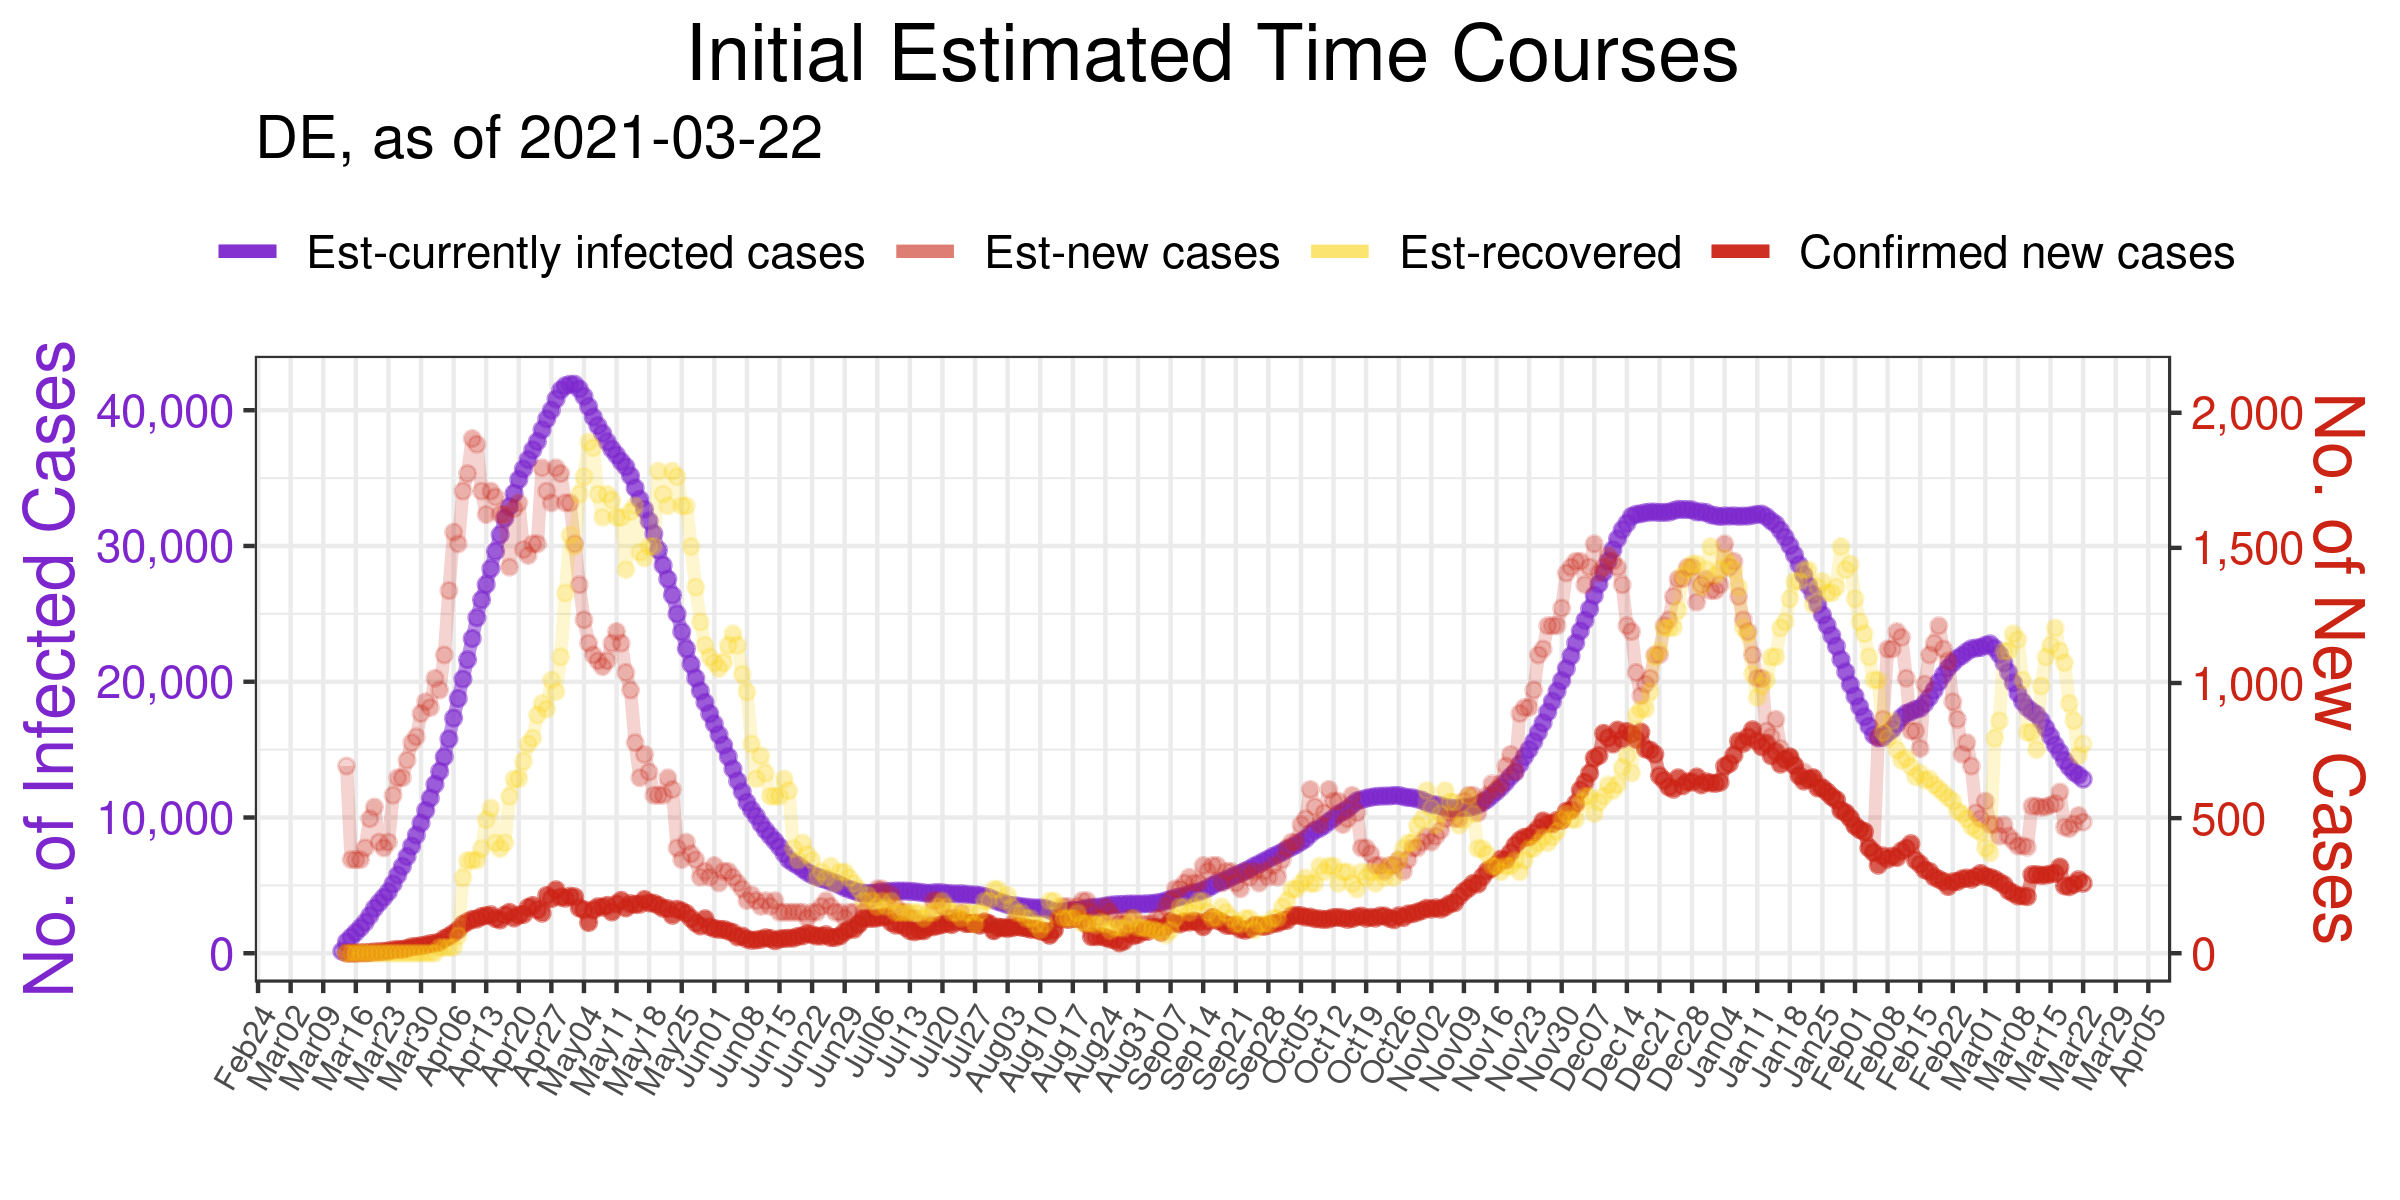 Initial Estimated Time Courses
DE, as of 2021-03-22
Est-currently infected cases Est-new cases Est-recovered Confirmed new cases
No. of Infected Cases
40,000
30,000
20,000
10,000
0
2,000
1,500
1,000
500
0
No. of New Cases
Feb24 Mar02 Mar09 Mar16 Mar23 Mar30 Apr06 Apr13 Apr20 Apr27 May04 May11 May18 May25 Jun01 Jun08 Jun15 Jun22 Jun29 Jul06 Jul13 Jul20 Jul27 Aug03 Aug10 Aug17 Aug24 Aug31 Sep07 Sep14 Sep21 Sep28 Oct05 Oct12 Oct19 Oct26 Nov02 Nov09 Nov16 Nov23 Nov30 Dec07 Dec14 Dec21 Dec28 Jan04 Jan11 Jan18 Jan25 Feb01 Feb08 Feb15 Feb22 Mar01 Mar08 Mar15 Mar22 Mar29 Apr05